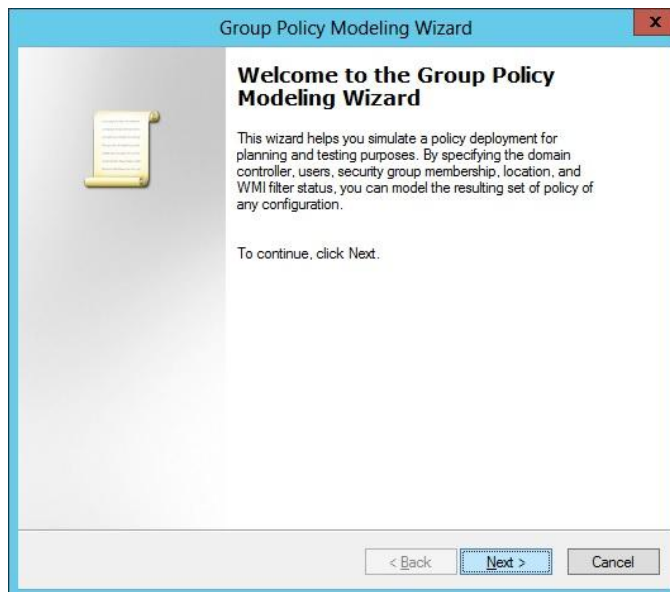 Group Policy Modeling Wizard
x
Welcome to the Group Policy
Modeling Wizard
This wizard helps you simulate a policy deployment for
planning and testing purposes. By specifying the domain
controller, users, security group membership, location, and
WMI filter status, you can model the resulting set of policy of
any configuration.
To continue, click Next.
< Back
Next >
Cancel